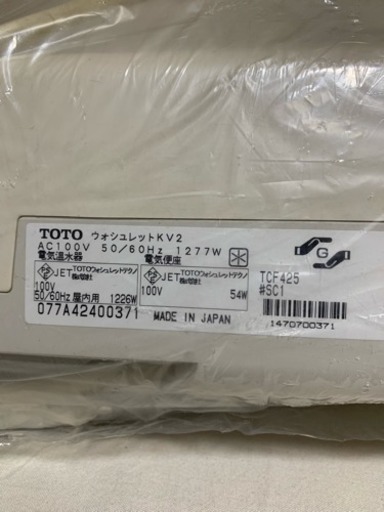 TOTO ウォシュレットKV2
AC100V 50/60Hz 1277W
電気温水器 電気便座
JET TOTOウォシュレットテクノ
100V
50/60Hz 屋内用 1226W
JET TOTOウォシュレットテクノ
100V
54W
077A42400371 MADE IN JAPAN
G
TCF425
#SC1
1470700371